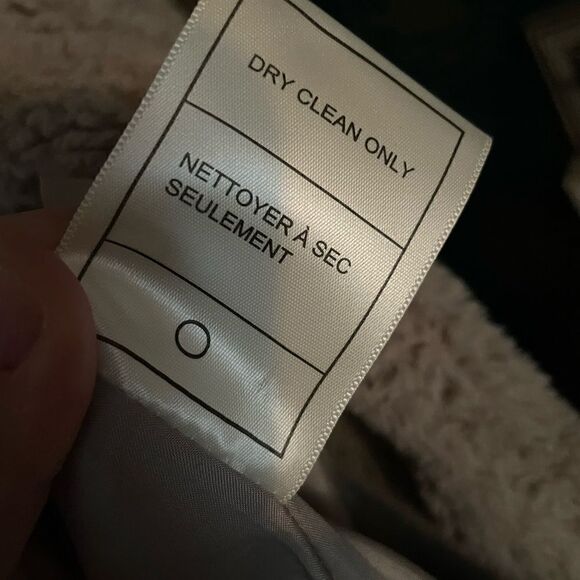 DRY CLEAN ONLY
NETTOYER À SEC
SEULEMENT